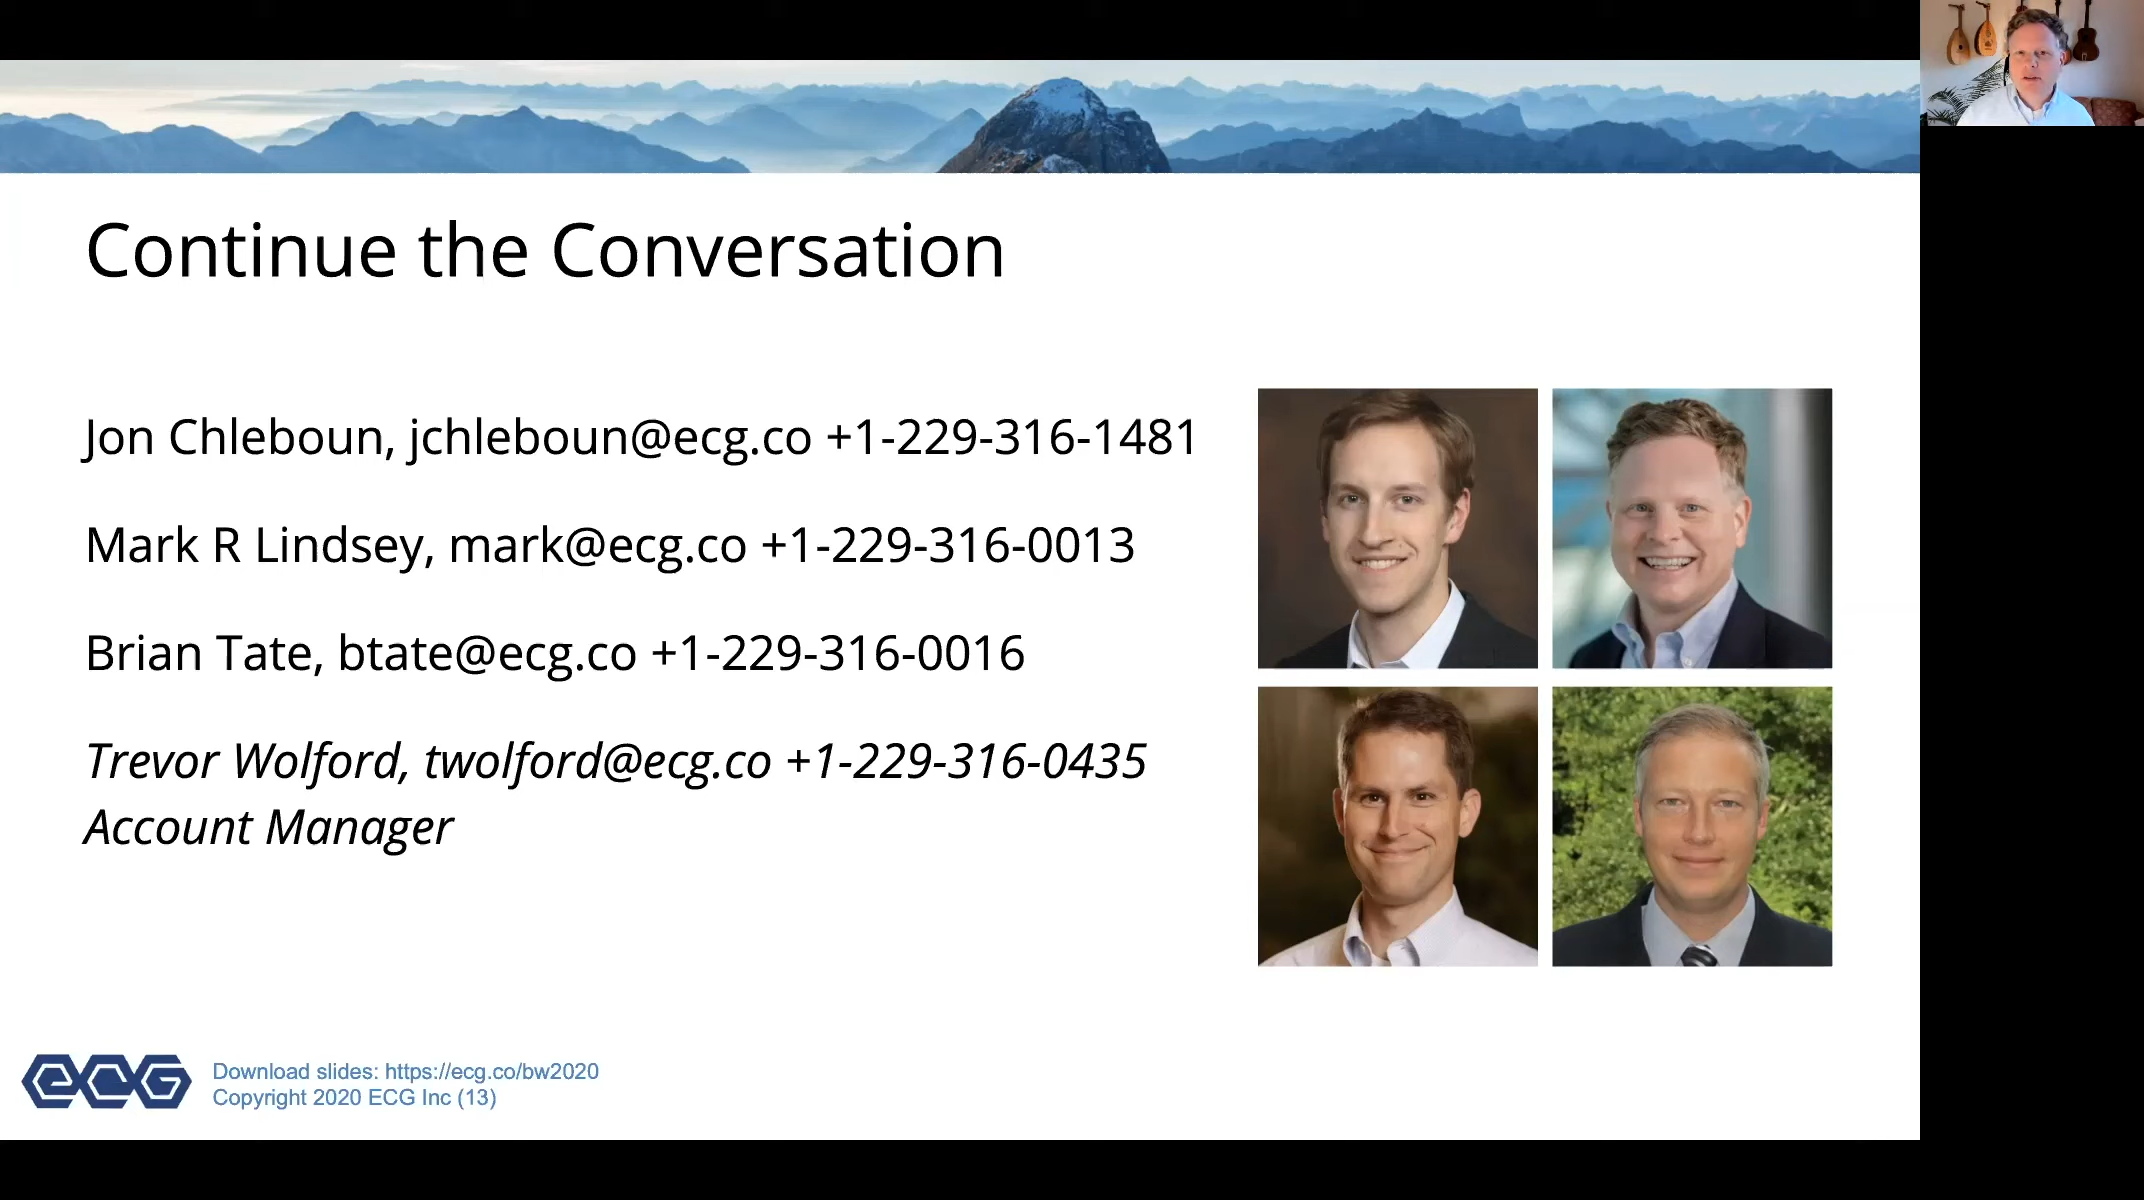 Continue the Conversation
Jon Chleboun, jchleboun@ecg.co +1-229-316-1481
Mark R Lindsey, mark@ecg.co +1-229-316-0013
Brian Tate, btate@ecg.co +1-229-316-0016
Trevor Wolford, twolford@ecg.co +1-229-316-0435
Account Manager
ecg
Download slides: https://ecg.co/bw2020
Copyright 2020 ECG Inc (13)